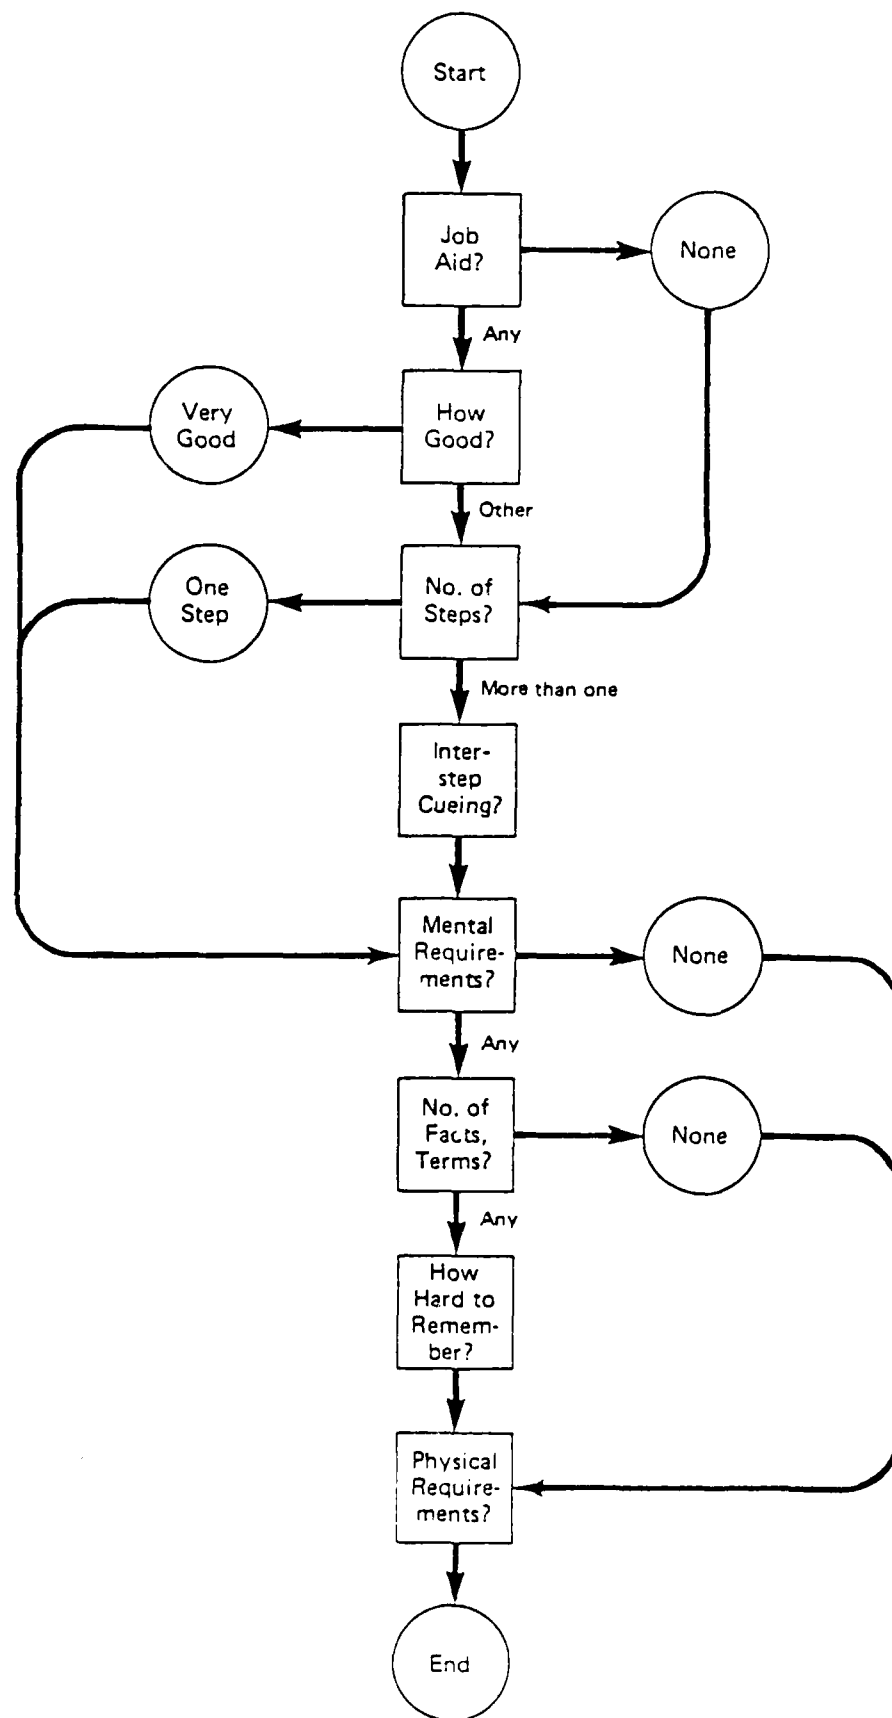 Start
Job
Aid?
None
Any
Very
Good
How
Good?
Other
One
Step
No. of
Steps?
More than one
Inter-
step
Cueing?
Mental
Require-
ments?
None
Any
No. of
Facts,
Terms?
None
Any
How
Hard to
Remem-
ber?
Physical
Require-
ments?
End